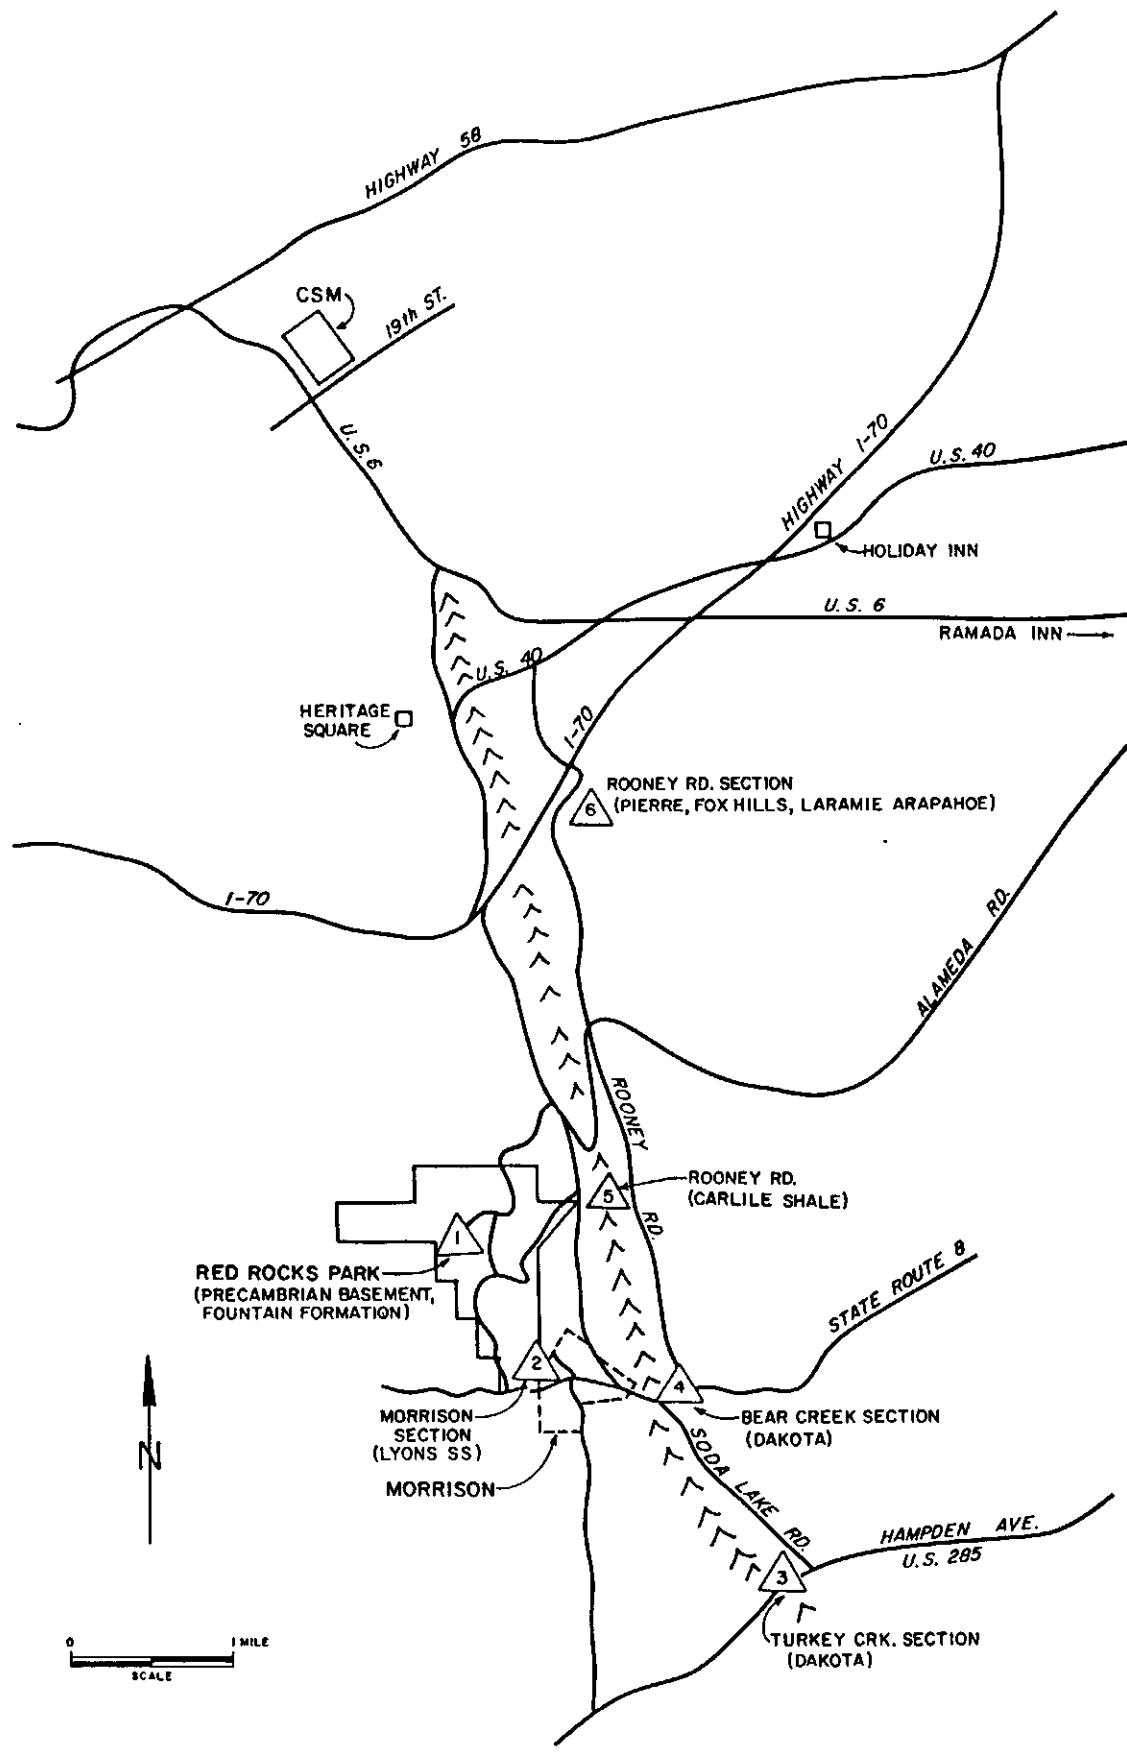 HIGHWAY 58
CSM
19th ST.
U.S.6
HIGHWAY I-70
U.S. 40
HOLIDAY INN
U.S. 6
RAMADA INN
U.S. 40
HERITAGE
SQUARE
I-70
ROONEY RD. SECTION
(PIERRE, FOX HILLS, LARAMIE ARAPAHOE)
6
I-70
ALAMEDA RD.
ROONEY
RD.
ROONEY RD.
(CARLILE SHALE)
5
1
RED ROCKS PARK
(PRECAMBRIAN BASEMENT,
FOUNTAIN FORMATION)
STATE ROUTE 8
2
4
MORRISON
SECTION
(LYONS SS)
BEAR CREEK SECTION
(DAKOTA)
MORRISON
N
SODA LAKE RD.
HAMPDEN AVE.
U.S. 285
3
TURKEY CRK. SECTION
(DAKOTA)
0 1 MILE
SCALE